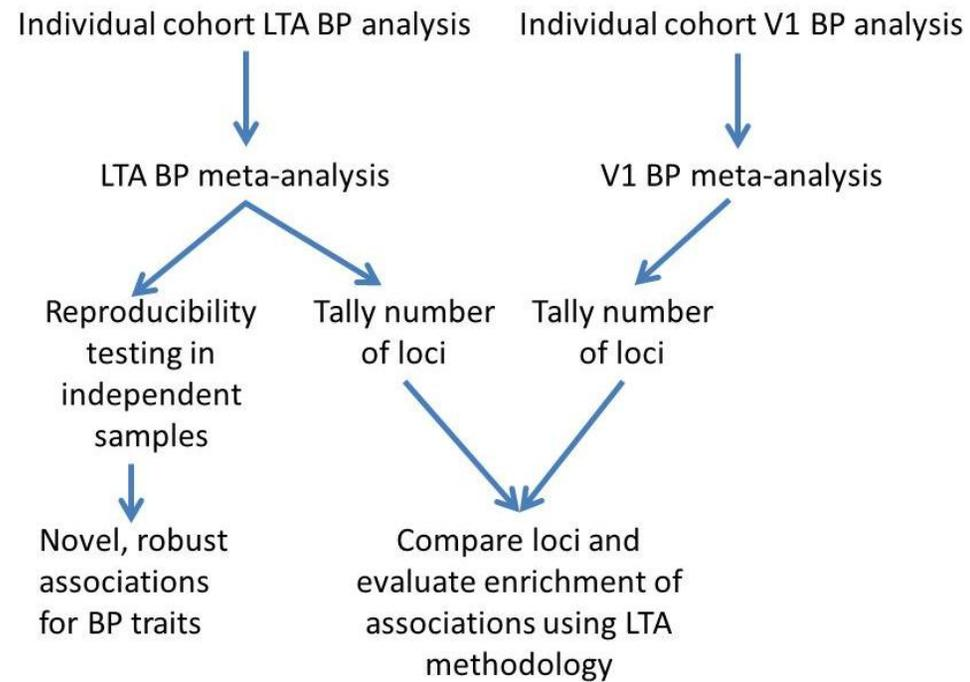 Individual cohort LTA BP analysis
Individual cohort V1 BP analysis
LTA BP meta-analysis
V1 BP meta-analysis
Reproducibility
testing in
independent
samples
Tally number
of loci
Tally number
of loci
Novel, robust
associations
for BP traits
Compare loci and
evaluate enrichment of
associations using LTA
methodology